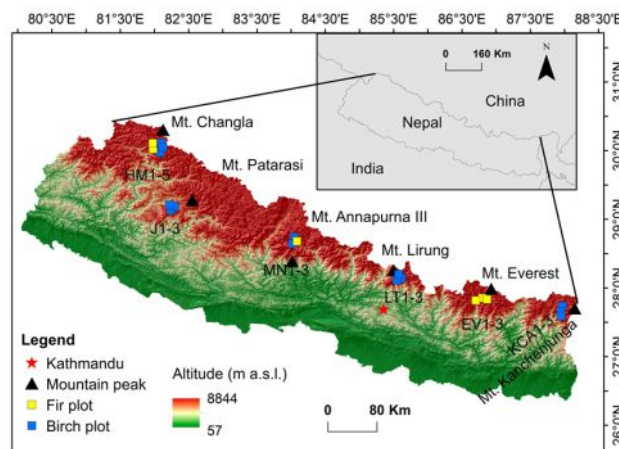 80°30'E 81°30'E 82°30'E 83°30'E 84°30'E 85°30'E 86°30'E 87°30'E 88°30'E
0 160 Km
N
China
Nepal
India
Mt. Changla
HM1-5
Mt. Patarasi
J1-3
Mt. Annapurna III
MN1-3
Mt. Lirung
LT1-3
Mt. Everest
EV1-3
KCA1-3
Mt. Kanchenjunga
31°0'N
30°0'N
29°0'N
28°0'N
27°0'N
26°0'N
Legend
Kathmandu
Mountain peak
Fir plot
Birch plot
Altitude (m a.s.l.)
8844
57
0 80 Km